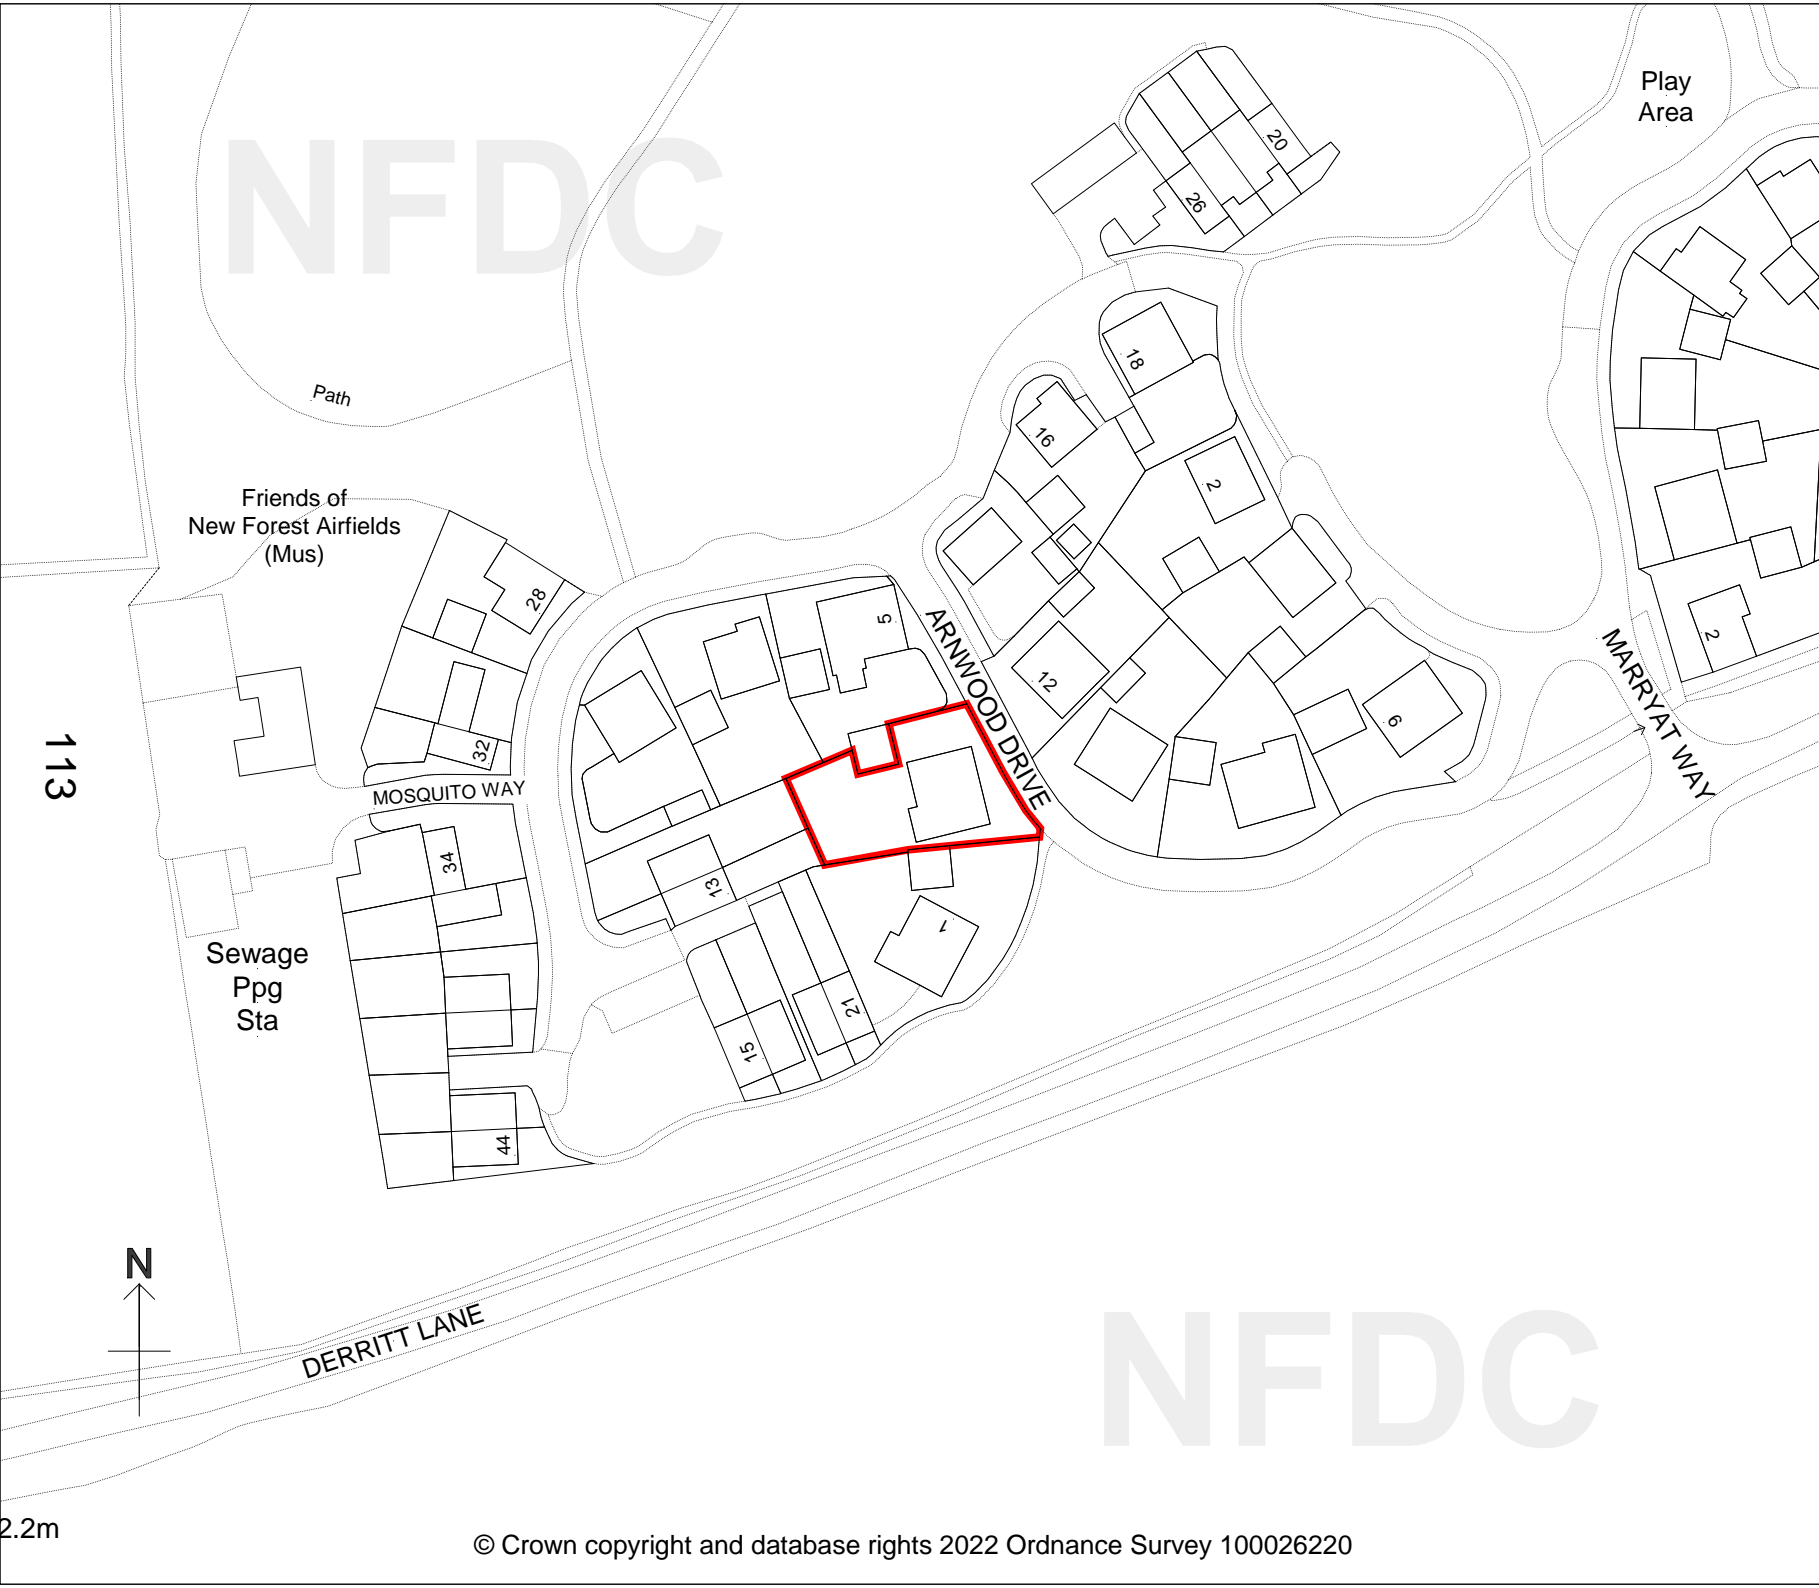 Play
Area
NFDC
20
26
18
Path
16
2
Friends of
New Forest Airfields
(Mus)
28
5
ARNWOOD DRIVE
12
2
MARRYAT WAY
6
32
113
MOSQUITO WAY
34
13
1
Sewage
Ppg
Sta
21
15
44
N
DERRITT LANE
NFDC
2.2m
© Crown copyright and database rights 2022 Ordnance Survey 100026220